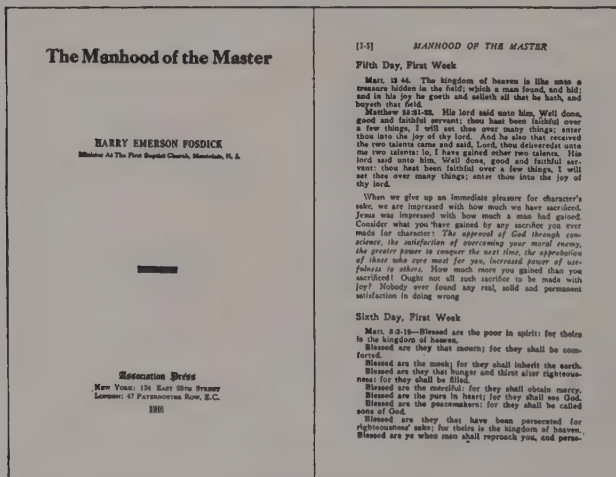 The Manhood of the Master
HARRY EMERSON FOSDICK
Minister At The First Baptist Church, N. J.
Association Press
NEW YORK: 124 EAST 28TH STREET
LONDON: 47 PATERNOSTER ROW, E.C.
[I-5] MANHOOD OF THE MASTER
Fifth Day, First Week
Matt. 13 44. The kingdom of heaven is like unto a
treasure hidden in the field; which a man found, and hid;
and in his joy he goeth and selleth all that he hath, and
buyeth that field.
Matthew His lord said unto him, Well done,
good and faithful servant; thou hast been faithful over
a few things, I will set thee over many things; enter
thou into the joy of thy lord. And he also that received
the two talents came and said, Lord, thou deliveredst unto
me two talents: lo, I have gained other two talents. His
lord said unto him, Well done, good and faithful ser-
vant: thou hast been faithful over a few things, I will
set thee over many things; enter thou into the joy of
thy lord.
When we give up an immediate pleasure for character's
sake, we are impressed with how much we have sacrificed.
Jesus was impressed with how much a man had gained.
Consider what you have gained by any sacrifice you ever
made for character! The approval of God through con-
science, the satisfaction of overcoming your moral enemy,
the greater power to conquer the next time, the approbation
of those who care most for you, increased power of use-
fulness to others. How much more you gained than you
sacrificed! Ought not all such sacrifice to be made with
joy? Nobody ever found any real, solid and permanent
satisfaction in doing wrong
Sixth Day, First Week
Matt. Blessed are the poor in spirit: for theirs
is the kingdom of heaven.
Blessed are they that mourn; for they shall be com-
forted.
Blessed are the meek; for they shall inherit the earth.
Blessed are they that hunger and thirst after righteous-
ness: for they shall be filled.
Blessed are the merciful: for they shall obtain mercy.
Blessed are the pure in heart; for they shall see God.
Blessed are the peacemakers: for they shall be called
sons of God.
Blessed are they that have been persecuted for
righteousness' sake; for theirs is the kingdom of heaven.
Blessed are ye when men shall reproach you, and perse-